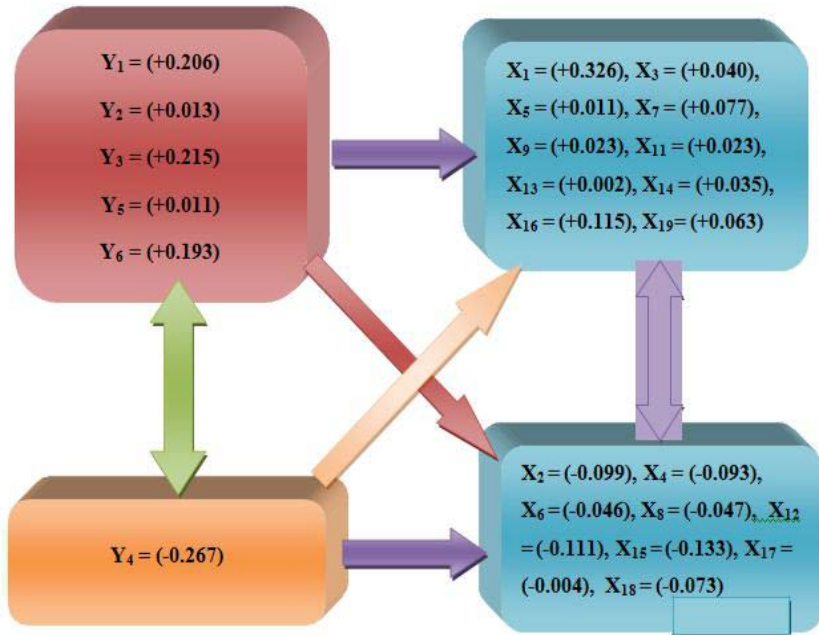 Y₁ = (+0.206)
Y₂ = (+0.013)
Y₃ = (+0.215)
Y₅ = (+0.011)
Y₆ = (+0.193)
X₁ = (+0.326), X₃ = (+0.040),
X₅ = (+0.011), X₇ = (+0.077),
X₉ = (+0.023), X₁₁ = (+0.023),
X₁₃ = (+0.002), X₁₄ = (+0.035),
X₁₆ = (+0.115), X₁₉= (+0.063)
Y₄ = (-0.267)
X₂ = (-0.099), X₄ = (-0.093),
X₆ = (-0.046), X₈ = (-0.047), X₁₂
=(-0.111), X₁₅ = (-0.133), X₁₇ =
(-0.004), X₁₈ = (-0.073)